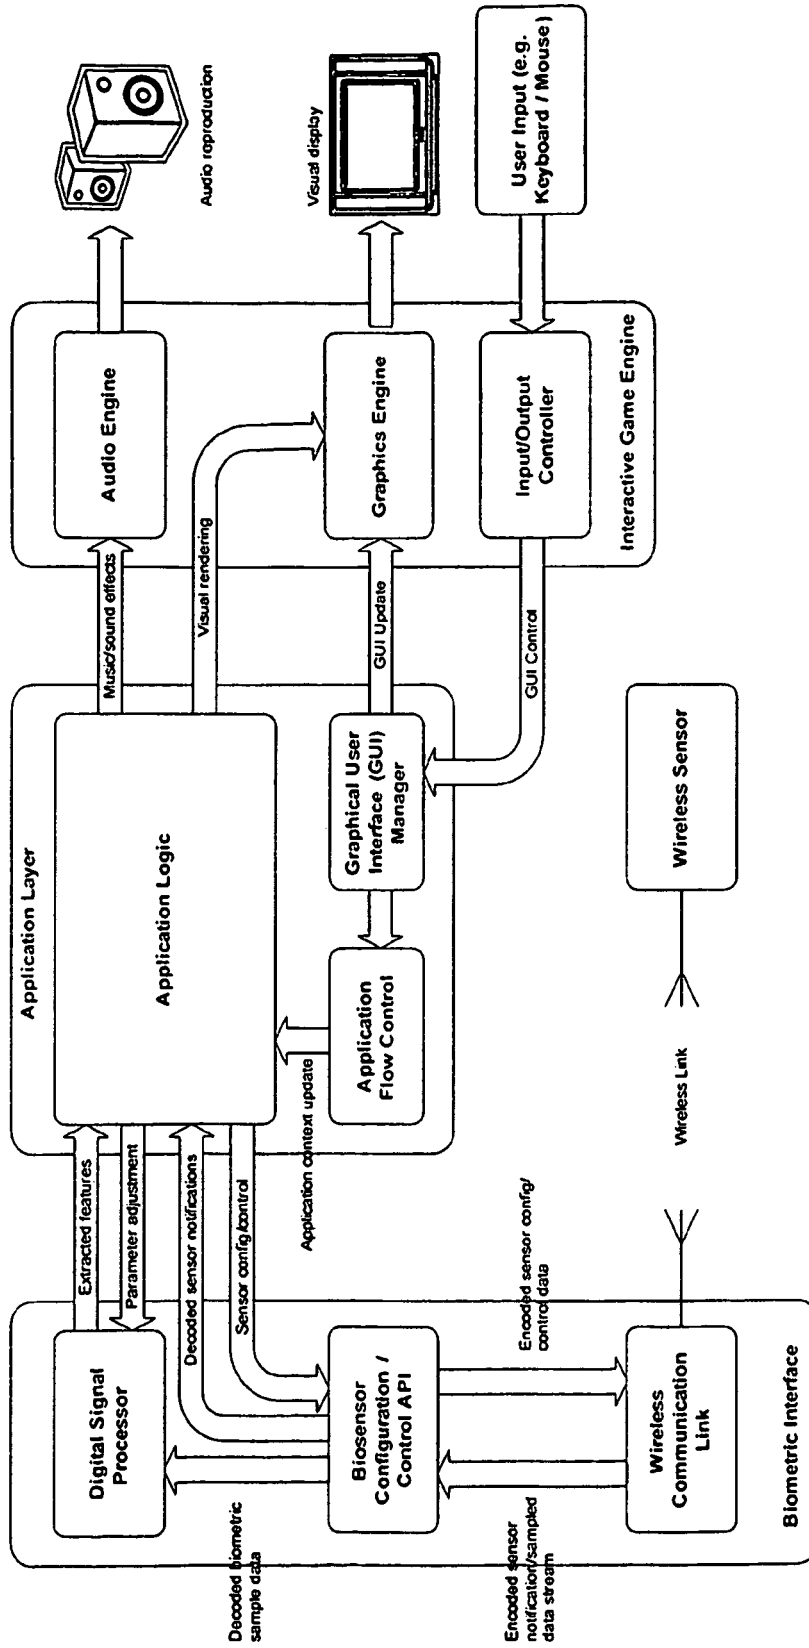 Application Layer
Application Logic
Graphical User
Interface (GUI)
Manager
Application
Flow Control
Application context update
Digital Signal
Processor
Biosensor
Configuration /
Control API
Wireless
Communication
Link
Biometric Interface
Extracted features
Parameter adjustment
Decoded sensor notifications
Sensor config/control
Decoded biometric
sample data
Encoded sensor
notification/sampled
data stream
Encoded sensor config/
control data
Wireless Link
Wireless Sensor
Music/sound effects
Visual rendering
GUI Update
GUI Control
Audio Engine
Graphics Engine
Input/Output
Controller
Interactive Game Engine
Audio reproduction
Visual display
User Input (e.g.
Keyboard / Mouse)